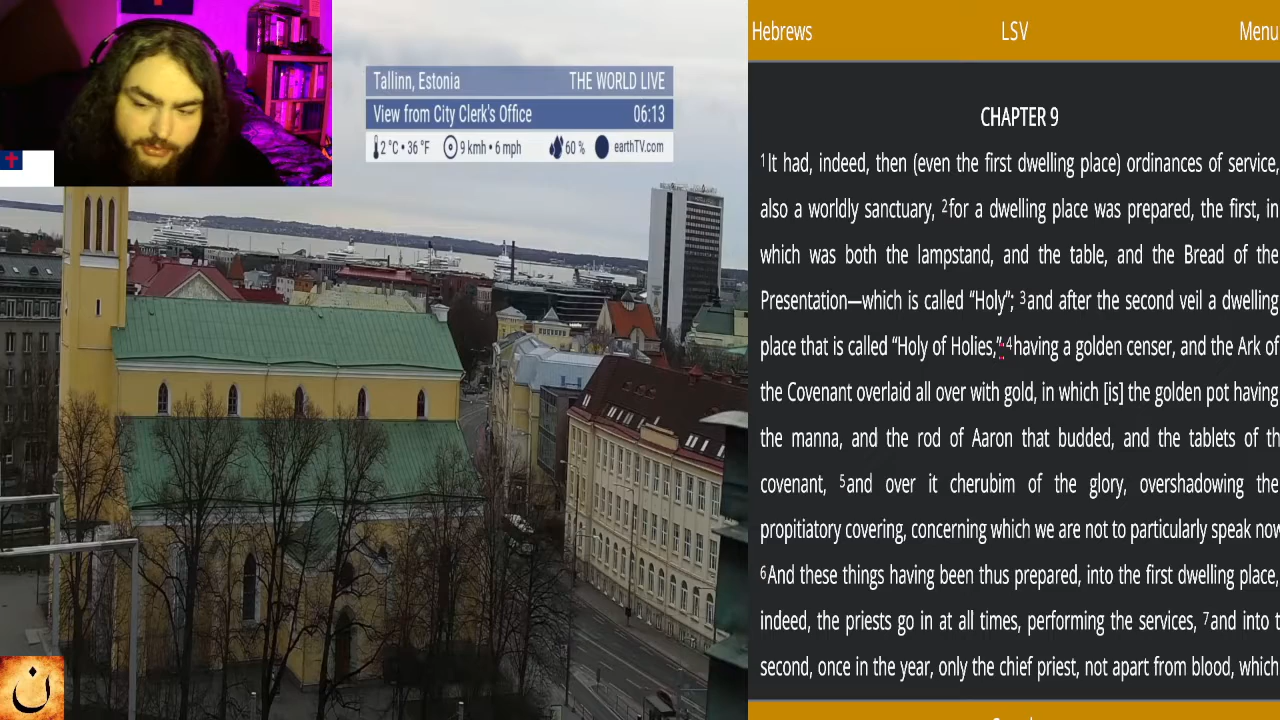 Tallinn, Estonia THE WORLD LIVE
View from City Clerk's Office 06:13
2 °C • 36 °F 9 kmh • 6 mph 60 % earthTV.com
ن
Hebrews LSV Menu
CHAPTER 9
1It had, indeed, then (even the first dwelling place) ordinances of service,
also a worldly sanctuary, 2for a dwelling place was prepared, the first, in
which was both the lampstand, and the table, and the Bread of the
Presentation—which is called “Holy”; 3and after the second veil a dwelling
place that is called “Holy of Holies,” 4having a golden censer, and the Ark of
the Covenant overlaid all over with gold, in which [is] the golden pot having
the manna, and the rod of Aaron that budded, and the tablets of th
covenant, 5and over it cherubim of the glory, overshadowing the
propitiatory covering, concerning which we are not to particularly speak now
6And these things having been thus prepared, into the first dwelling place,
indeed, the priests go in at all times, performing the services, 7and into t
second, once in the year, only the chief priest, not apart from blood, which